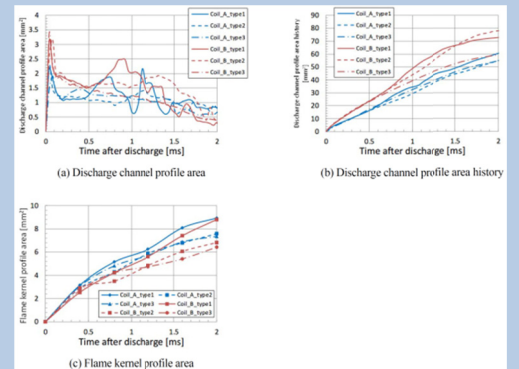 Discharge channel profile area [mm²]
4
3.5
3
2.5
2
1.5
1
0.5
0
Coil_A_type1
Coil_A_type2
Coil_A_type3
Coil_B_type1
Coil_B_type2
Coil_B_type3
0 0.5 1 1.5 2
Time after discharge [ms]
(a) Discharge channel profile area
Discharge channel profile area history
[mm²]
90
80
70
60
50
40
30
20
10
0
Coil_A_type1
Coil_A_type2
Coil_A_type3
Coil_B_type1
Coil_B_type2
Coil_B_type3
0 0.5 1 1.5 2
Time after discharge [ms]
(b) Discharge channel profile area history
Flame kernel profile area [mm²]
10
8
6
4
2
0
Coil_A_type1 Coil_A_type2
Coil_A_type3 Coil_B_type1
Coil_B_type2 Coil_B_type3
0 0.5 1 1.5 2
Time after discharge [ms]
(c) Flame kernel profile area